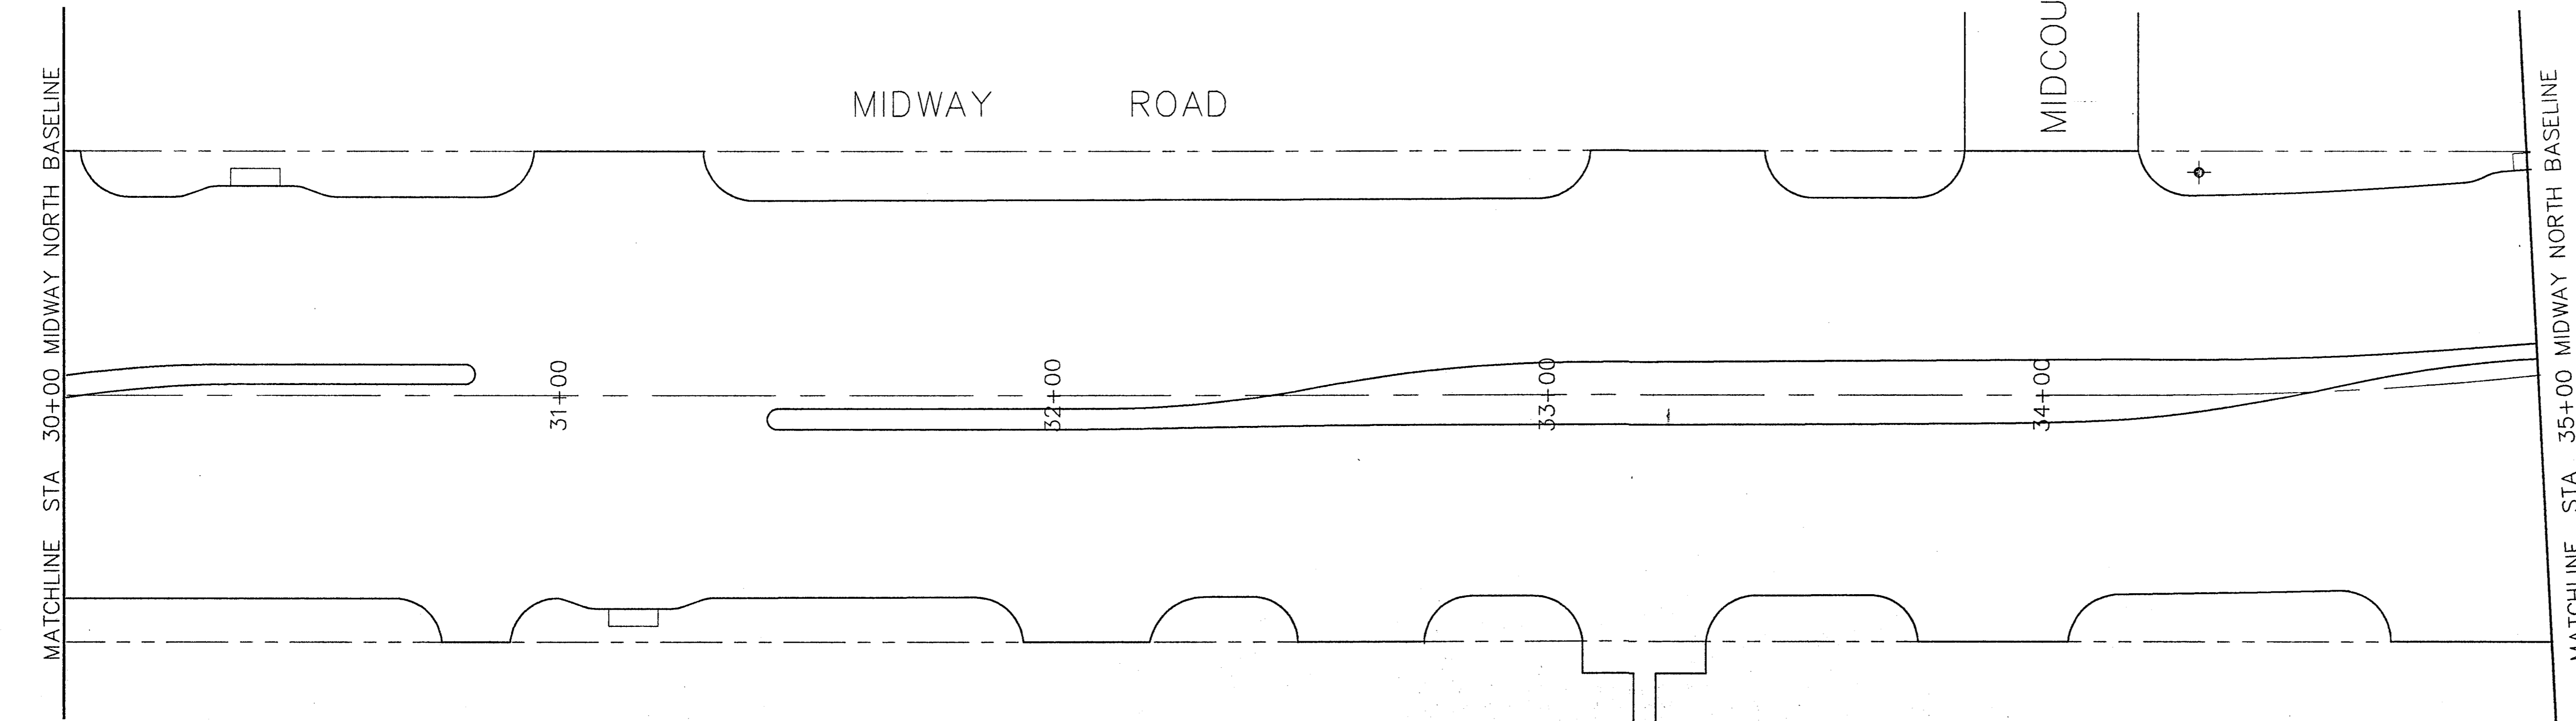 MATCHLINE STA 30+00 MIDWAY NORTH BASELINE
MIDWAY ROAD
MIDCOU
31+00
32+00
33+00
34+00
MATCHLINE STA 35+00 MIDWAY NORTH BASELINE